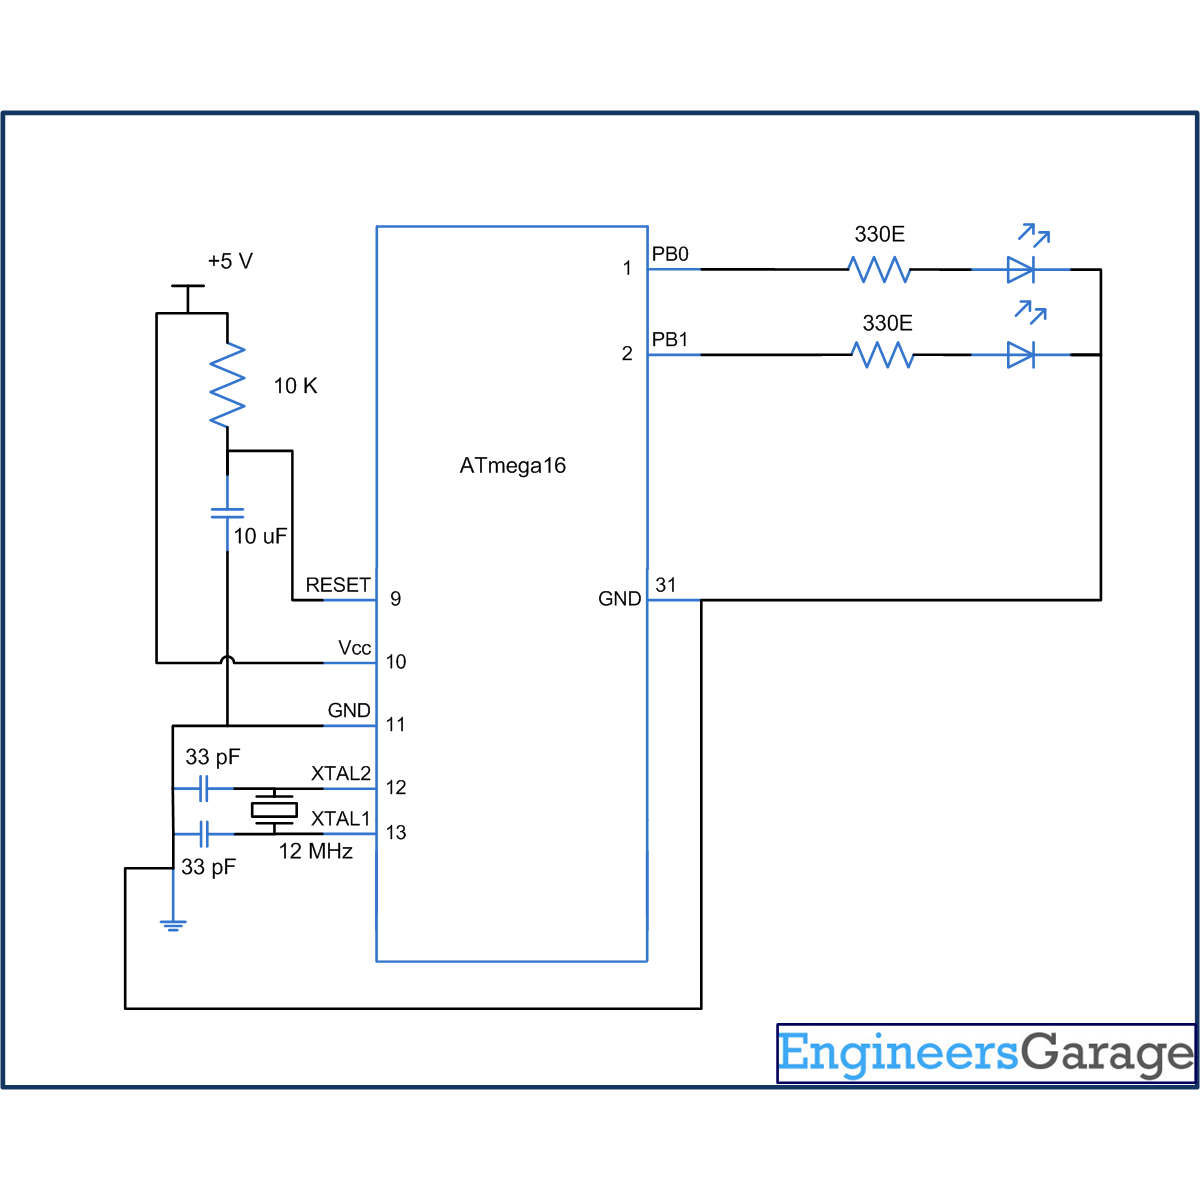 +5 V
10 K
10 uF
RESET
9
Vcc
10
GND
11
33 pF
XTAL2
12
XTAL1
13
12 MHz
33 pF
ATmega16
1
PB0
330E
2
PB1
330E
31
GND
EngineersGarage